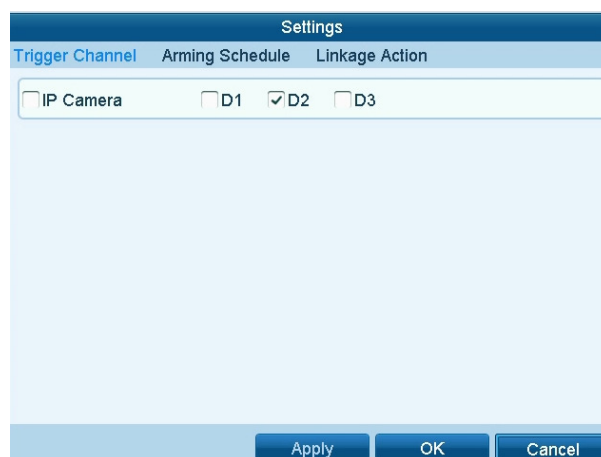 Settings
Trigger Channel Arming Schedule Linkage Action
IP Camera D1 D2 D3
Apply OK Cancel